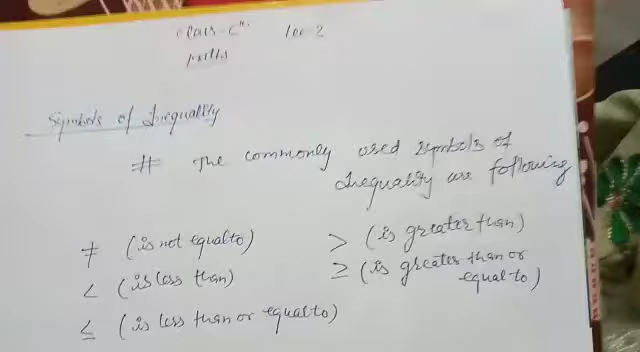 Class-C" lec-2
maths
Symbols of Inequality
# The commonly used symbols of
Inequality are following
≠ (is not equal to)
> (is greater than)
< (is less than)
≥ (is greater than or
equal to)
≤ (is less than or equal to)